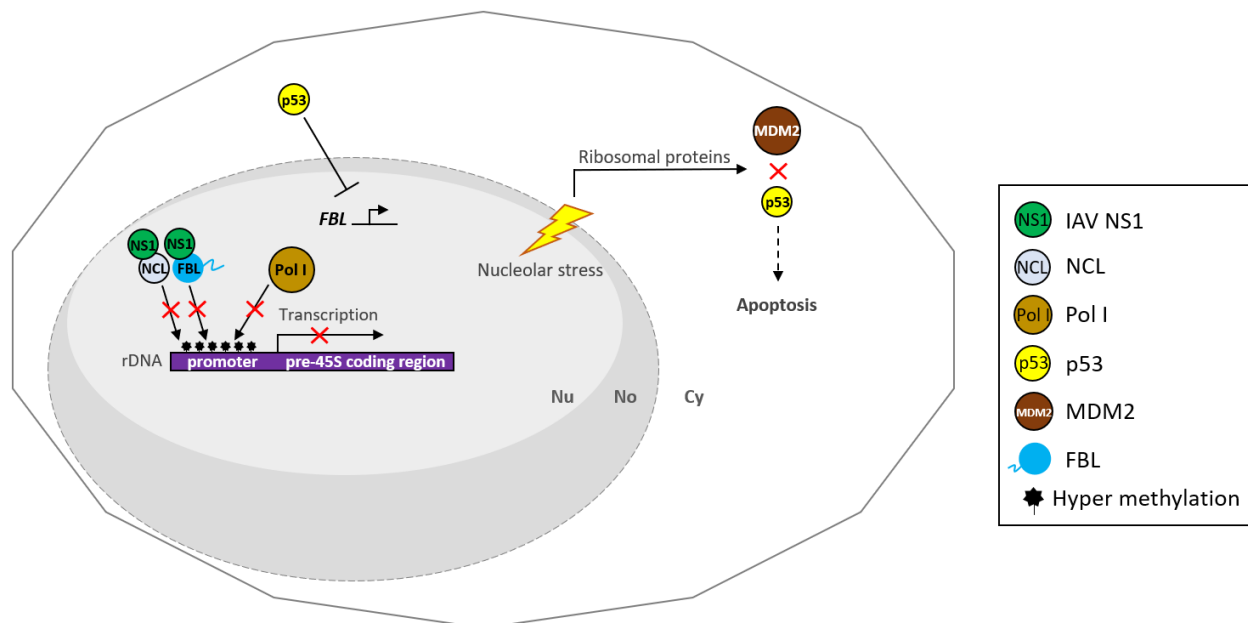 p53
MDM2
Ribosomal proteins
p53
FBL
NS1 NS1
NCL FBL
Pol I
Nucleolar stress
Apoptosis
Transcription
rDNA promoter pre-45S coding region
Nu No Cy
NS1 IAV NS1
NCL NCL
Pol I Pol I
p53 p53
MDM2 MDM2
FBL
Hyper methylation